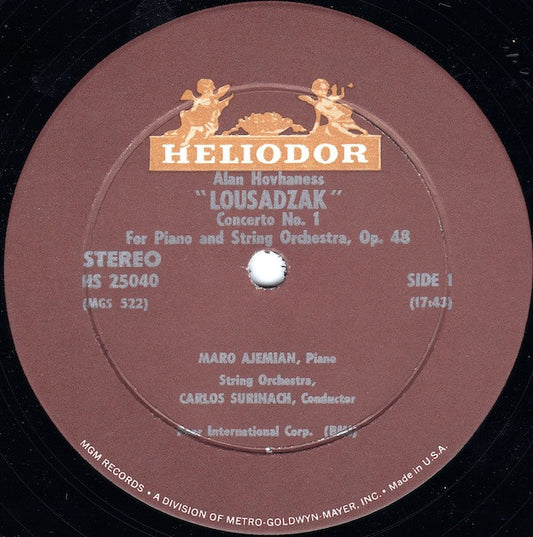 HELIODOR
Alan Hovhaness
"LOUSADZAK"
Concerto No. 1
For Piano and String Orchestra, Op. 48
STEREO
HS 25040
(MGS 522)
SIDE 1
(17:43)
MARO AJEMIAN, Piano
String Orchestra,
CARLOS SURINACH, Conductor
Peer International Corp. (BMI)
MGM RECORDS • A DIVISION OF METRO-GOLDWYN-MAYER, INC. • Made in U.S.A.